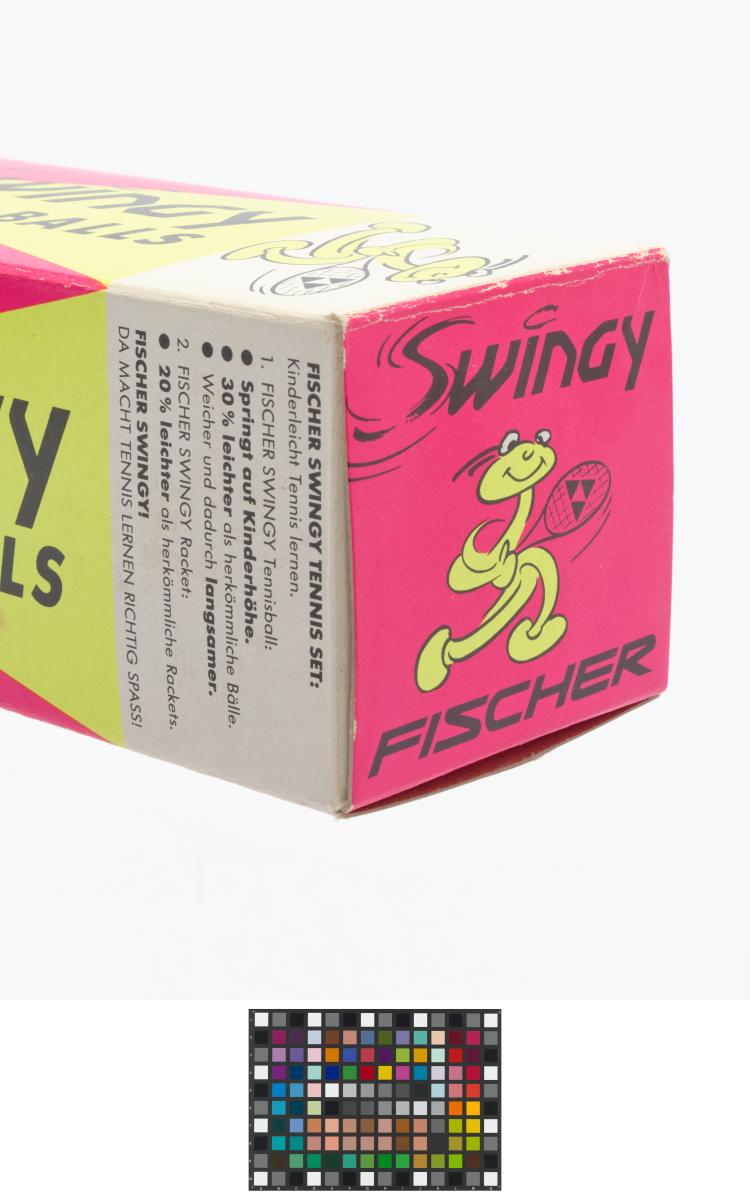 SWINGY
BALLS
Y
LS
FISCHER SWINGY TENNIS SET:
Kinderleicht Tennis lernen.
1. FISCHER SWINGY Tennisball:
● Springt auf Kinderhöhe.
● 30% leichter als herkömmliche Bälle.
● Weicher und dadurch langsamer.
2. FISCHER SWINGY Racket:
● 20% leichter als herkömmliche Rackets.
FISCHER SWINGY!
DA MACHT TENNIS LERNEN RICHTIG SPASS!
SWINGY
FISCHER